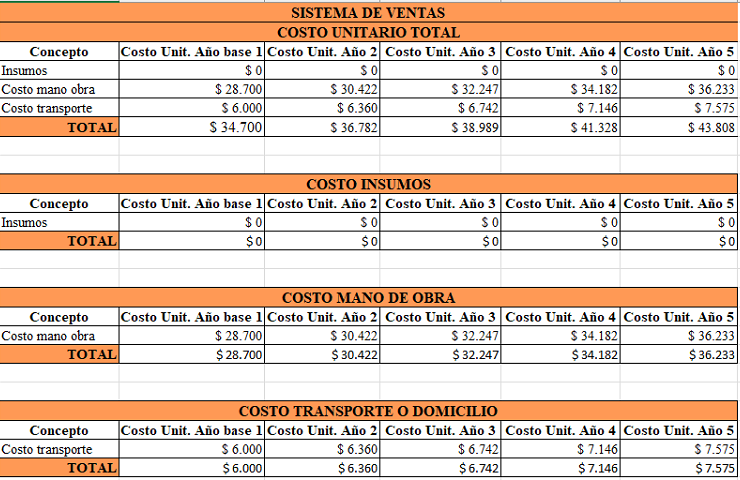 SISTEMA DE VENTAS
COSTO UNITARIO TOTAL
Concepto Costo Unit. Año base 1 Costo Unit. Año 2 Costo Unit. Año 3 Costo Unit. Año 4 Costo Unit. Año 5
Insumos $ 0 $ 0 $ 0 $ 0 $ 0
Costo mano obra $ 28.700 $ 30.422 $ 32.247 $ 34.182 $ 36.233
Costo transporte $ 6.000 $ 6.360 $ 6.742 $ 7.146 $ 7.575
TOTAL $ 34.700 $ 36.782 $ 38.989 $ 41.328 $ 43.808
COSTO INSUMOS
Concepto Costo Unit. Año base 1 Costo Unit. Año 2 Costo Unit. Año 3 Costo Unit. Año 4 Costo Unit. Año 5
Insumos $ 0 $ 0 $ 0 $ 0 $ 0
TOTAL $ 0 $ 0 $ 0 $ 0 $ 0
COSTO MANO DE OBRA
Concepto Costo Unit. Año base 1 Costo Unit. Año 2 Costo Unit. Año 3 Costo Unit. Año 4 Costo Unit. Año 5
Costo mano obra $ 28.700 $ 30.422 $ 32.247 $ 34.182 $ 36.233
TOTAL $ 28.700 $ 30.422 $ 32.247 $ 34.182 $ 36.233
COSTO TRANSPORTE O DOMICILIO
Concepto Costo Unit. Año base 1 Costo Unit. Año 2 Costo Unit. Año 3 Costo Unit. Año 4 Costo Unit. Año 5
Costo transporte $ 6.000 $ 6.360 $ 6.742 $ 7.146 $ 7.575
TOTAL $ 6.000 $ 6.360 $ 6.742 $ 7.146 $ 7.575